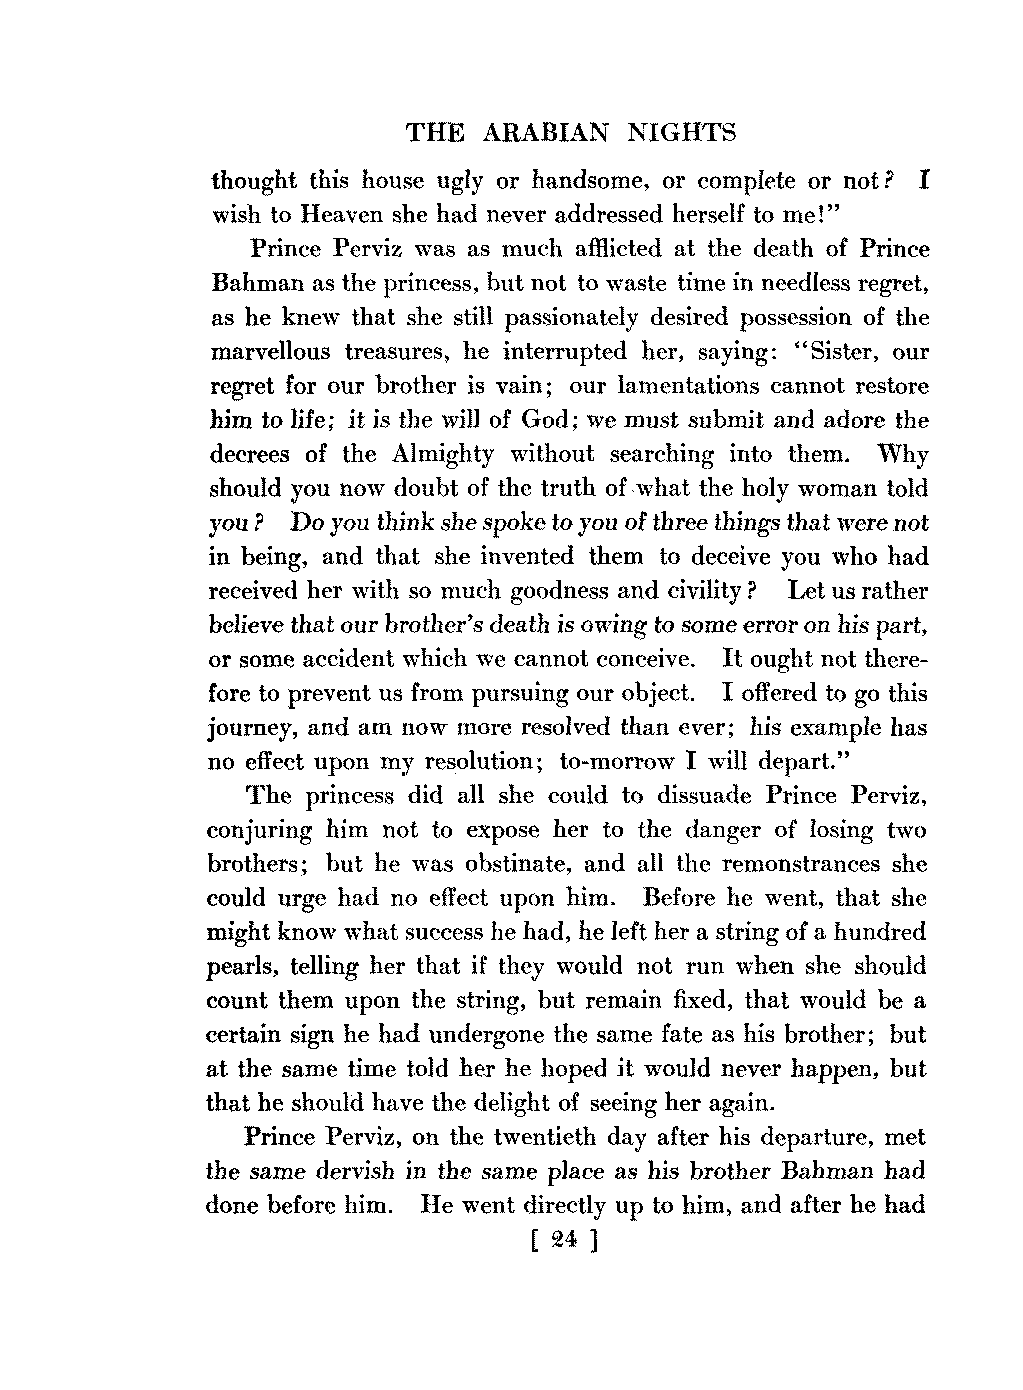 THE ARABIAN NIGHTS
thought this house ugly or handsome, or complete or not? I
wish to Heaven she had never addressed herself to me!"
Prince Perviz was as much afflicted at the death of Prince
Bahman as the princess, but not to waste time in needless regret,
as he knew that she still passionately desired possession of the
marvellous treasures, he interrupted her, saying: "Sister, our
regret for our brother is vain; our lamentations cannot restore
him to life; it is the will of God; we must submit and adore the
decrees of the Almighty without searching into them. Why
should you now doubt of the truth of what the holy woman told
you? Do you think she spoke to you of three things that were not
in being, and that she invented them to deceive you who had
received her with so much goodness and civility? Let us rather
believe that our brother's death is owing to some error on his part,
or some accident which we cannot conceive. It ought not there-
fore to prevent us from pursuing our object. I offered to go this
journey, and am now more resolved than ever; his example has
no effect upon my resolution; to-morrow I will depart."
The princess did all she could to dissuade Prince Perviz,
conjuring him not to expose her to the danger of losing two
brothers; but he was obstinate, and all the remonstrances she
could urge had no effect upon him. Before he went, that she
might know what success he had, he left her a string of a hundred
pearls, telling her that if they would not run when she should
count them upon the string, but remain fixed, that would be a
certain sign he had undergone the same fate as his brother; but
at the same time told her he hoped it would never happen, but
that he should have the delight of seeing her again.
Prince Perviz, on the twentieth day after his departure, met
the same dervish in the same place as his brother Bahman had
done before him. He went directly up to him, and after he had
[ 24 ]